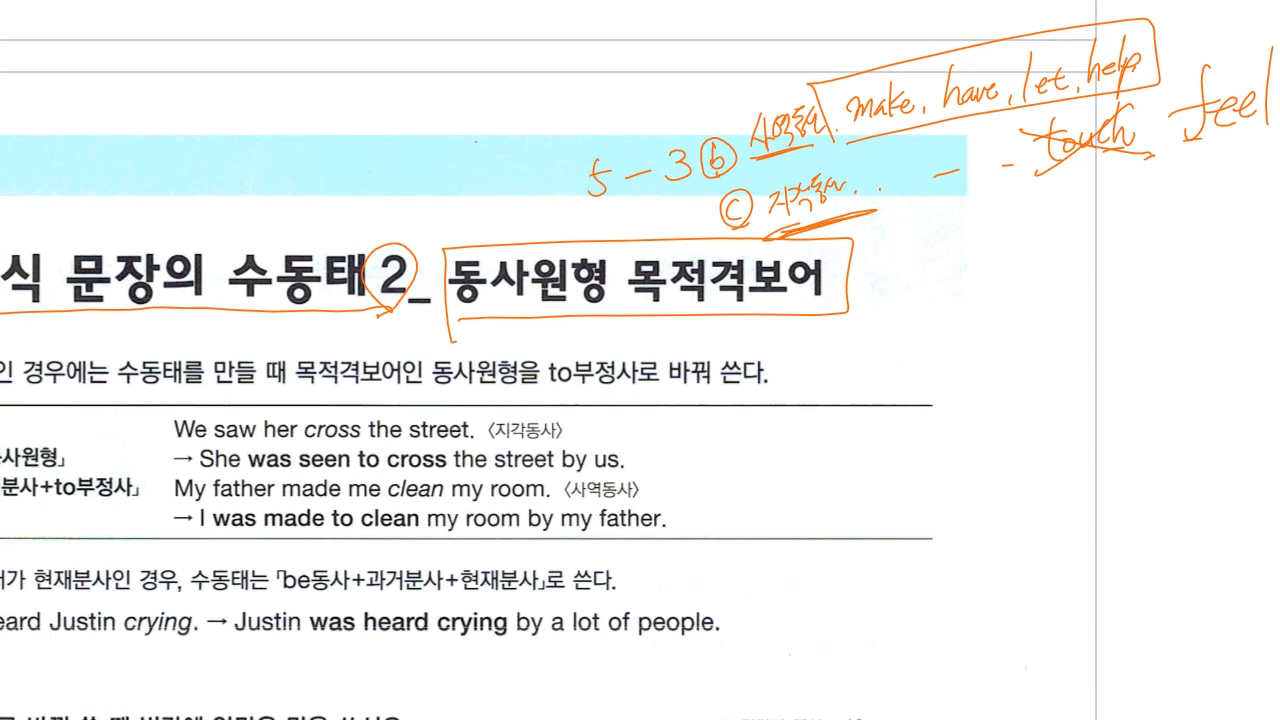 make, have, let, help
5 - 3 ⓑ 사역동사
touch feel
ⓒ 지각동사..
식 문장의 수동태 2_ 동사원형 목적격보어
인 경우에는 수동태를 만들 때 목적격보어인 동사원형을 to부정사로 바꿔 쓴다.
We saw her cross the street. 〈지각동사〉
사원형」 → She was seen to cross the street by us.
분사+to부정사」 My father made me clean my room. 〈사역동사〉
→ I was made to clean my room by my father.
어가 현재분사인 경우, 수동태는 「be동사+과거분사+현재분사」로 쓴다.
eard Justin crying. → Justin was heard crying by a lot of people.